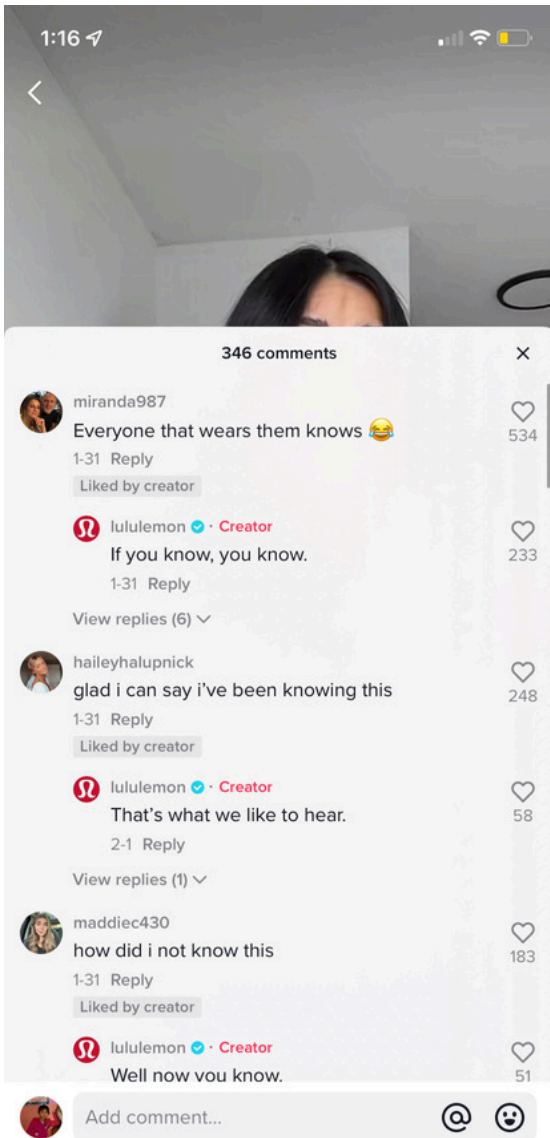 1:16
346 comments
miranda987
Everyone that wears them knows 😂
534
1-31 Reply
Liked by creator
lululemon · Creator
If you know, you know.
233
1-31 Reply
View replies (6)
haileyhalupnick
glad i can say i've been knowing this
248
1-31 Reply
Liked by creator
lululemon · Creator
That's what we like to hear.
58
2-1 Reply
View replies (1)
maddiec430
how did i not know this
183
1-31 Reply
Liked by creator
lululemon · Creator
Well now you know.
51
Add comment...